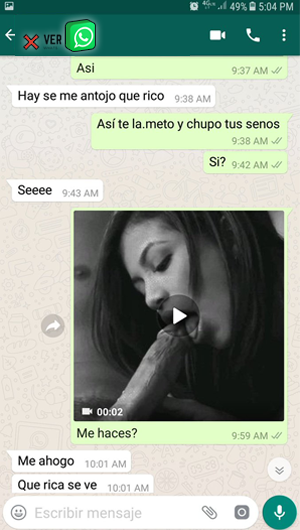 49% 5:04 PM
VER
Asi
9:37 AM
Hay se me antojo que rico
9:38 AM
Así te la.meto y chupo tus senos
9:38 AM
Si?
9:42 AM
Seeee
9:43 AM
00:02
Me haces?
9:59 AM
Me ahogo
10:01 AM
Que rica se ve
10:01 AM
Escribir mensaje